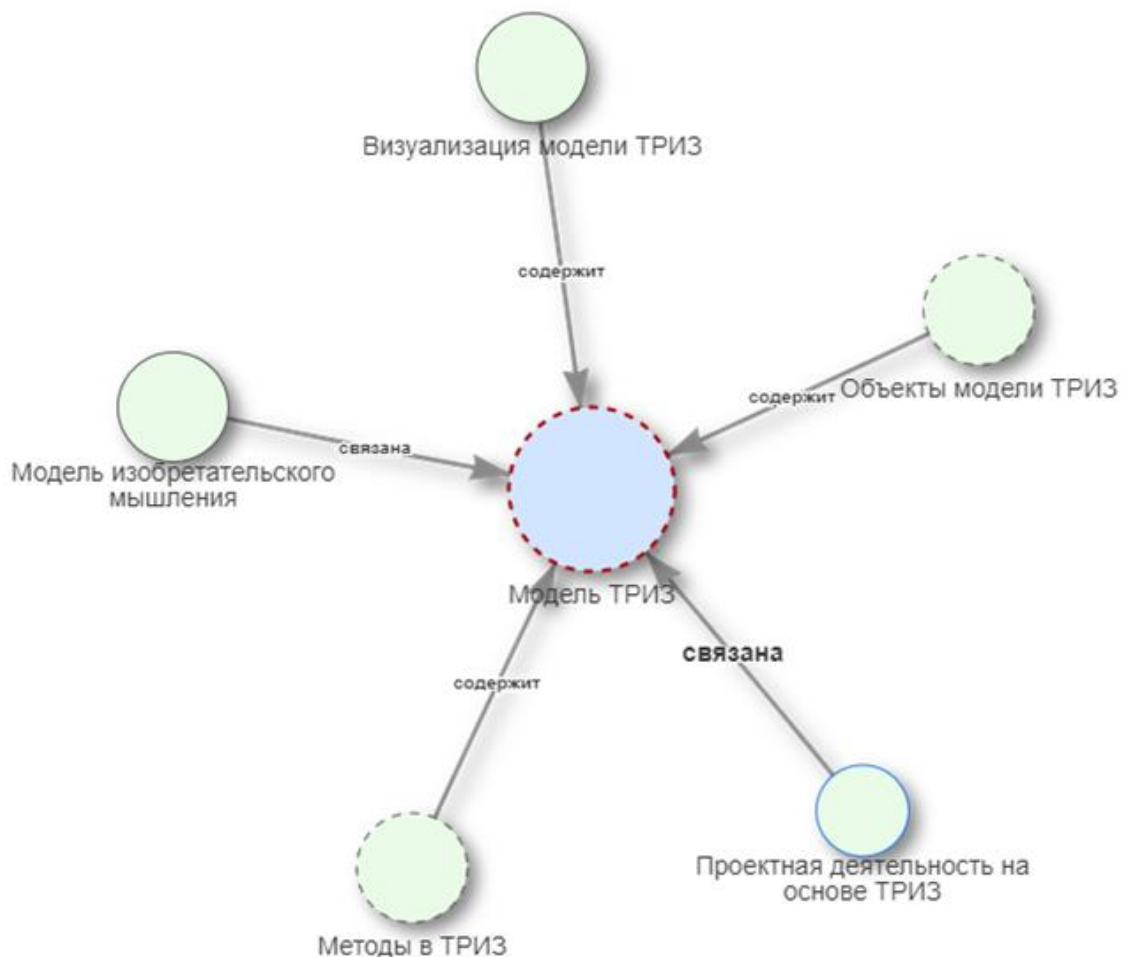 Визуализация модели ТРИЗ
содержит
Объекты модели ТРИЗ
содержит
связана
Модель изобретательского
мышления
Модель ТРИЗ
связана
содержит
Проектная деятельность на
основе ТРИЗ
Методы в ТРИЗ